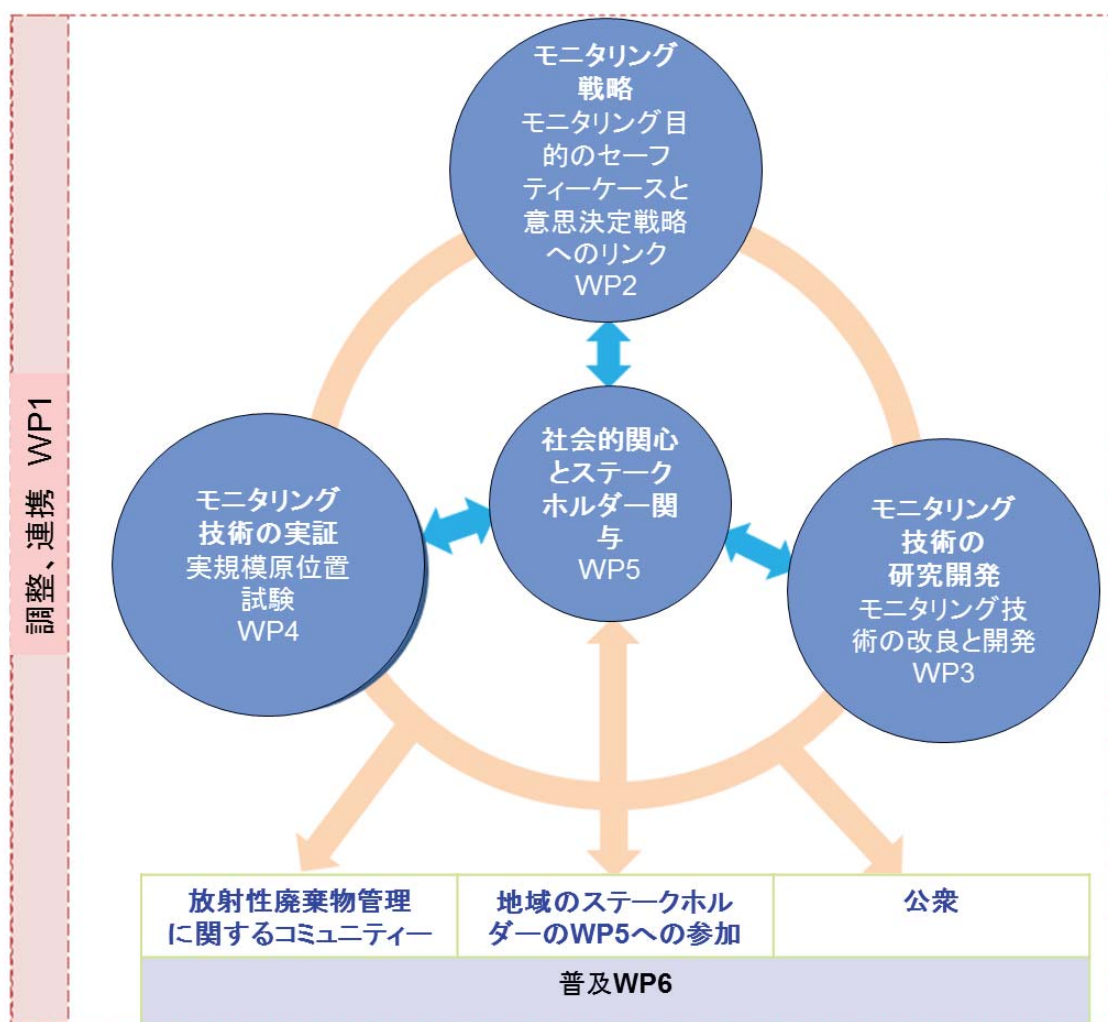 調整、連携 WP1
モニタリング
戦略
モニタリング目
的のセーフ
ティーケースと
意思決定戦略
へのリンク
WP2
社会的関心
とステーク
ホルダー関
与
WP5
モニタリング
技術の実証
実規模原位置
試験
WP4
モニタリング
技術の
研究開発
モニタリング技
術の改良と開発
WP3
放射性廃棄物管理
に関するコミュニティー
地域のステークホル
ダーのWP5への参加
公衆
普及WP6